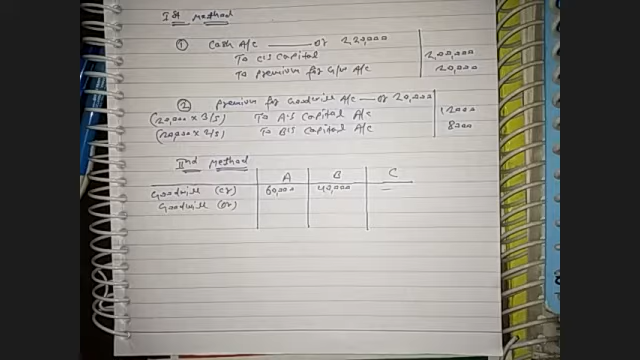 Ist method
① Cash A/c —— Dr 2,20,000
To C's Capital 2,00,000
To premium for G/w A/c 20,000
② Premium for Goodwill A/c — Dr 20,000
(20,000 x 3/5) To A's Capital A/c 12000
(20,000 x 2/5) To B's Capital A/c 8000
IInd Method
A B C
Goodwill (cr) 60,000 40,000 —
Goodwill (Dr)